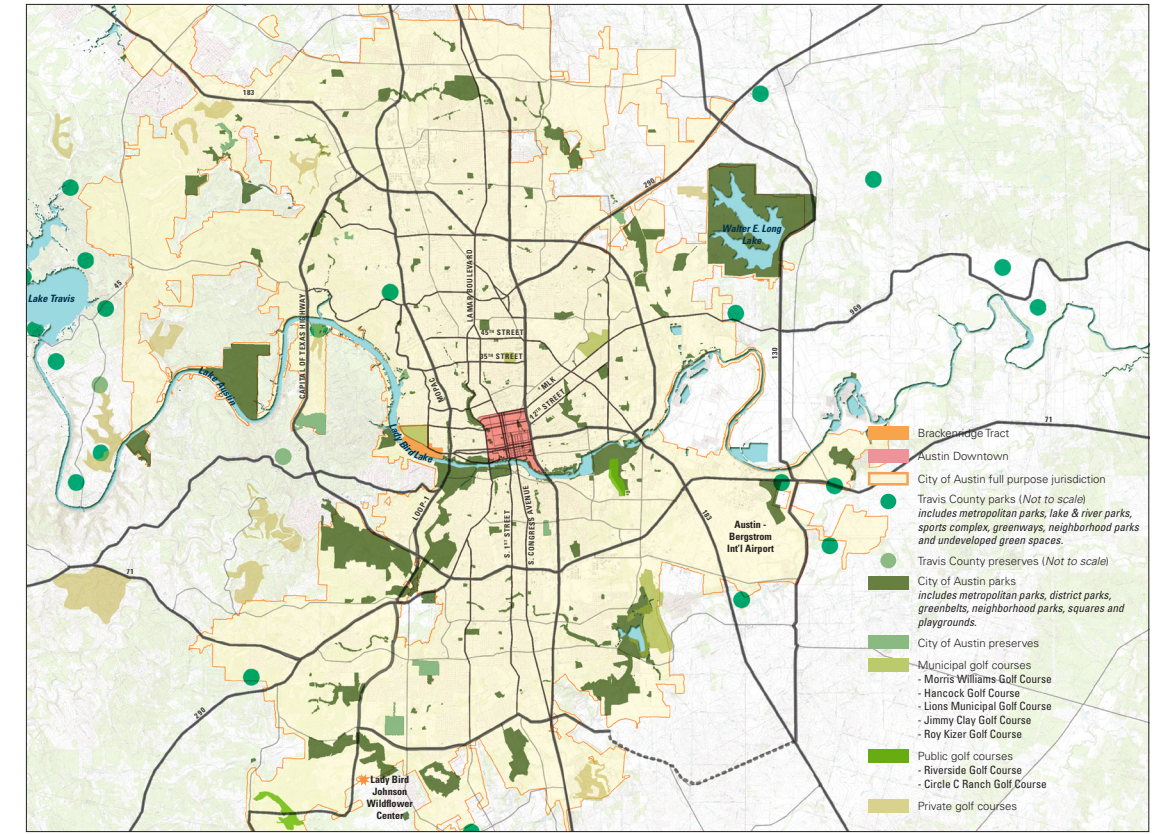 183
290
Walter E. Long
Lake
45
Lake Travis
CAPITAL OF TEXAS HIGHWAY
LAMAR BOULEVARD
969
45TH STREET
35TH STREET
130
Lake Austin
MOPAC
MLK
12TH STREET
Lady Bird Lake
71
LOOP 1
S. 1ST STREET
S. CONGRESS AVENUE
183
Austin -
Bergstrom
Int'l Airport
71
290
Lady Bird
Johnson
Wildflower
Center
Brackenridge Tract
Austin Downtown
City of Austin full purpose jurisdiction
Travis County parks (Not to scale)
includes metropolitan parks, lake & river parks,
sports complex, greenways, neighborhood parks
and undeveloped green spaces.
Travis County preserves (Not to scale)
City of Austin parks
includes metropolitan parks, district parks,
greenbelts, neighborhood parks, squares and
playgrounds.
City of Austin preserves
Municipal golf courses
- Morris Williams Golf Course
- Hancock Golf Course
- Lions Municipal Golf Course
- Jimmy Clay Golf Course
- Roy Kizer Golf Course
Public golf courses
- Riverside Golf Course
- Circle C Ranch Golf Course
Private golf courses